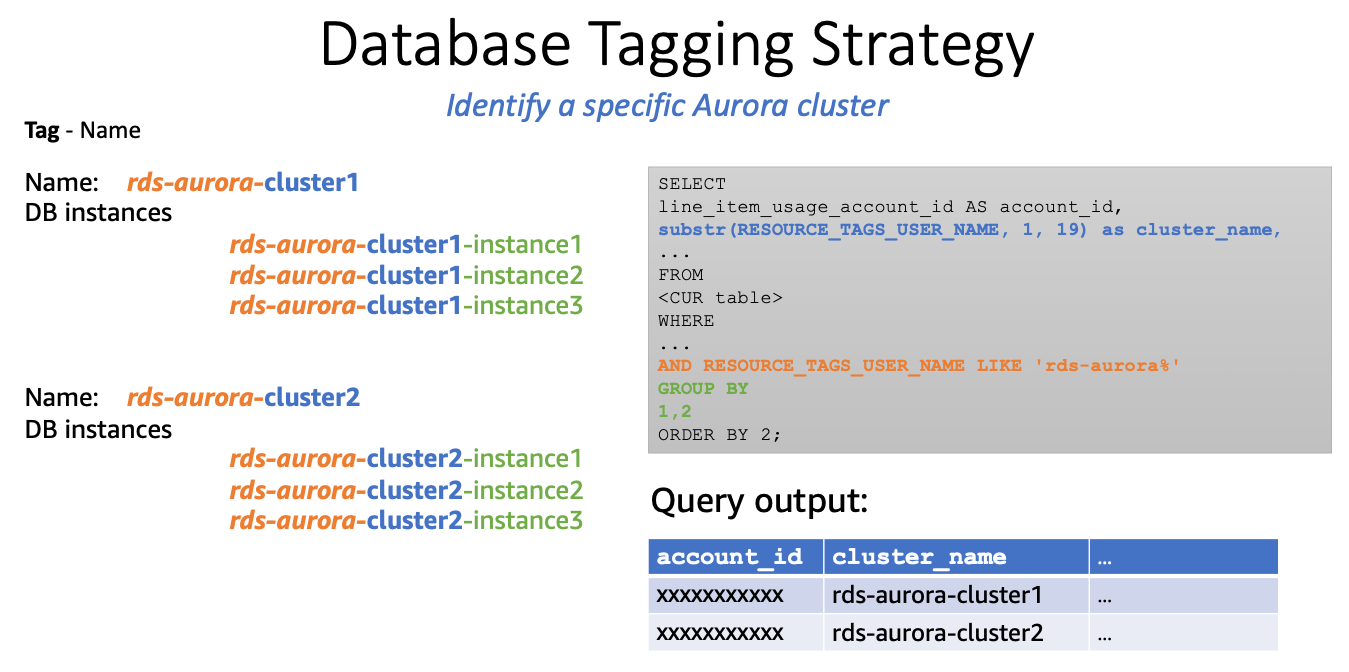 Database Tagging Strategy
Identify a specific Aurora cluster
Tag - Name
Name: rds-aurora-cluster1
DB instances
rds-aurora-cluster1-instance1
rds-aurora-cluster1-instance2
rds-aurora-cluster1-instance3
Name: rds-aurora-cluster2
DB instances
rds-aurora-cluster2-instance1
rds-aurora-cluster2-instance2
rds-aurora-cluster2-instance3
SELECT
line_item_usage_account_id AS account_id,
substr(RESOURCE_TAGS_USER_NAME, 1, 19) as cluster_name,
...
FROM
<CUR table>
WHERE
...
AND RESOURCE_TAGS_USER_NAME LIKE 'rds-aurora%'
GROUP BY
1,2
ORDER BY 2;
Query output:
account_id cluster_name ...
xxxxxxxxxxx rds-aurora-cluster1 ...
xxxxxxxxxxx rds-aurora-cluster2 ...